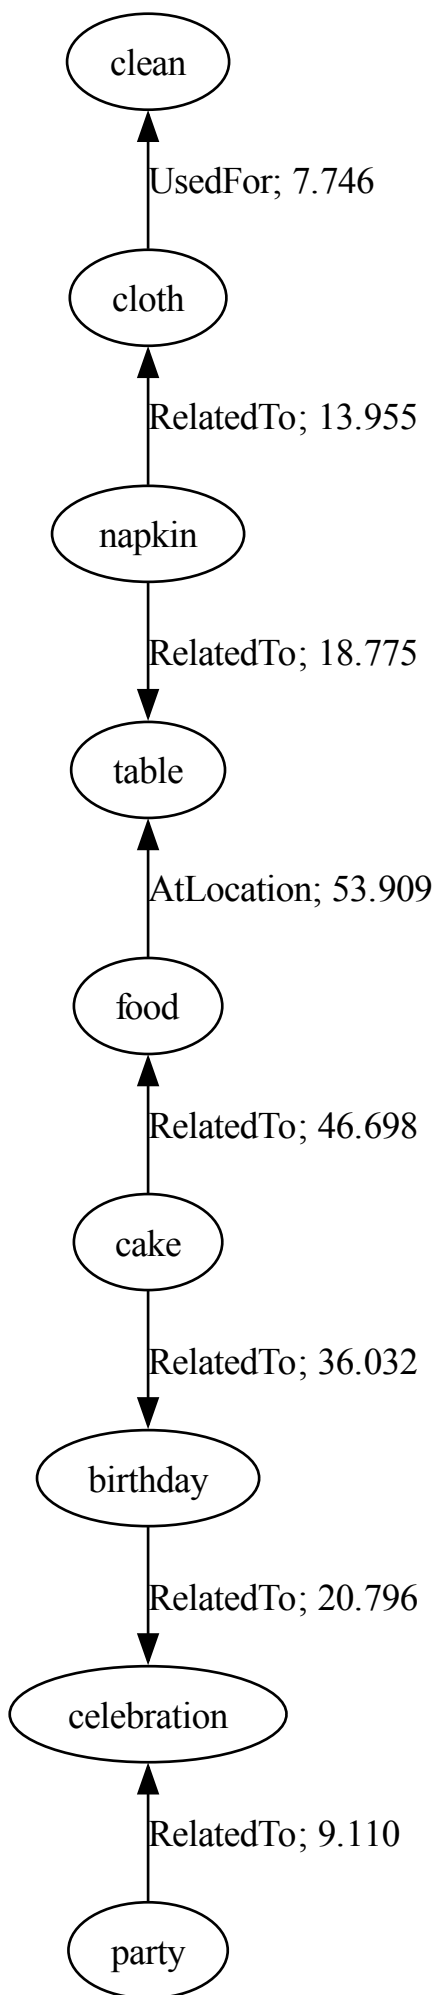 clean
UsedFor; 7.746
cloth
RelatedTo; 13.955
napkin
RelatedTo; 18.775
table
AtLocation; 53.909
food
RelatedTo; 46.698
cake
RelatedTo; 36.032
birthday
RelatedTo; 20.796
celebration
RelatedTo; 9.110
party